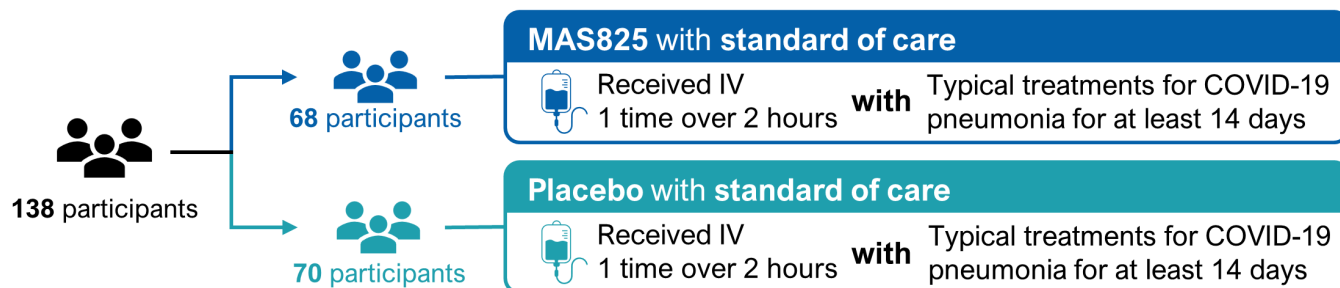 138 participants
68 participants
MAS825 with standard of care
Received IV
1 time over 2 hours
with
Typical treatments for COVID-19
pneumonia for at least 14 days
70 participants
Placebo with standard of care
Received IV
1 time over 2 hours
with
Typical treatments for COVID-19
pneumonia for at least 14 days